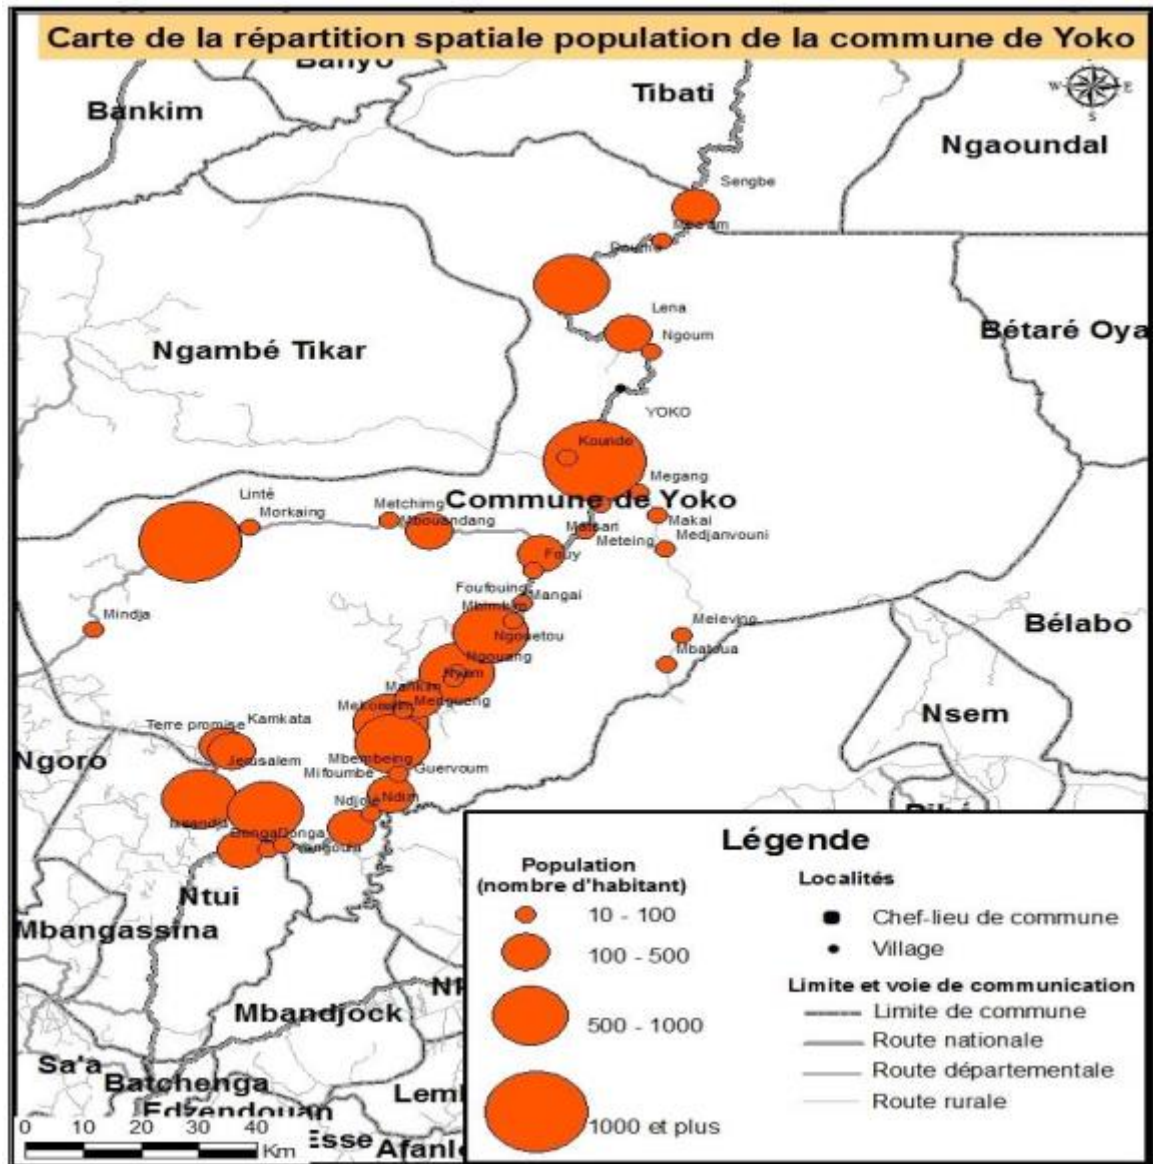 Carte de la répartition spatiale population de la commune de Yoko
Banyo
Bankim
Tibati
W E
S
Ngaoundal
Sengbe
Doume
Lena
Ngoum
Bétaré Oya
Ngambé Tikar
YOKO
Kounde
Megang
Linté
Morkaing
Metchimg
Commune de Yoko
Mbouandang
Makai
Matsari
Meteing
Medjanvouni
Fouy
Foufouing
Mangai
Mindja
Meleving
Bélabo
Ngouetou
Mbatoua
Ngouang
Mankim
Medgueng
Nsem
Terre promise
Kamkata
Ngoro
Jerusalem
Mbembeing
Mifoumbe
Guervoum
Ndjole
Ndim
Donga
Ntui
Mbangassina
Mbandjock
Sa'a
Batchenga
Edzendouan
0 10 20 30 40
Km
Légende
Population
(nombre d'habitant)
10 - 100
100 - 500
500 - 1000
1000 et plus
Localités
Chef-lieu de commune
Village
Limite et voie de communication
Limite de commune
Route nationale
Route départementale
Route rurale